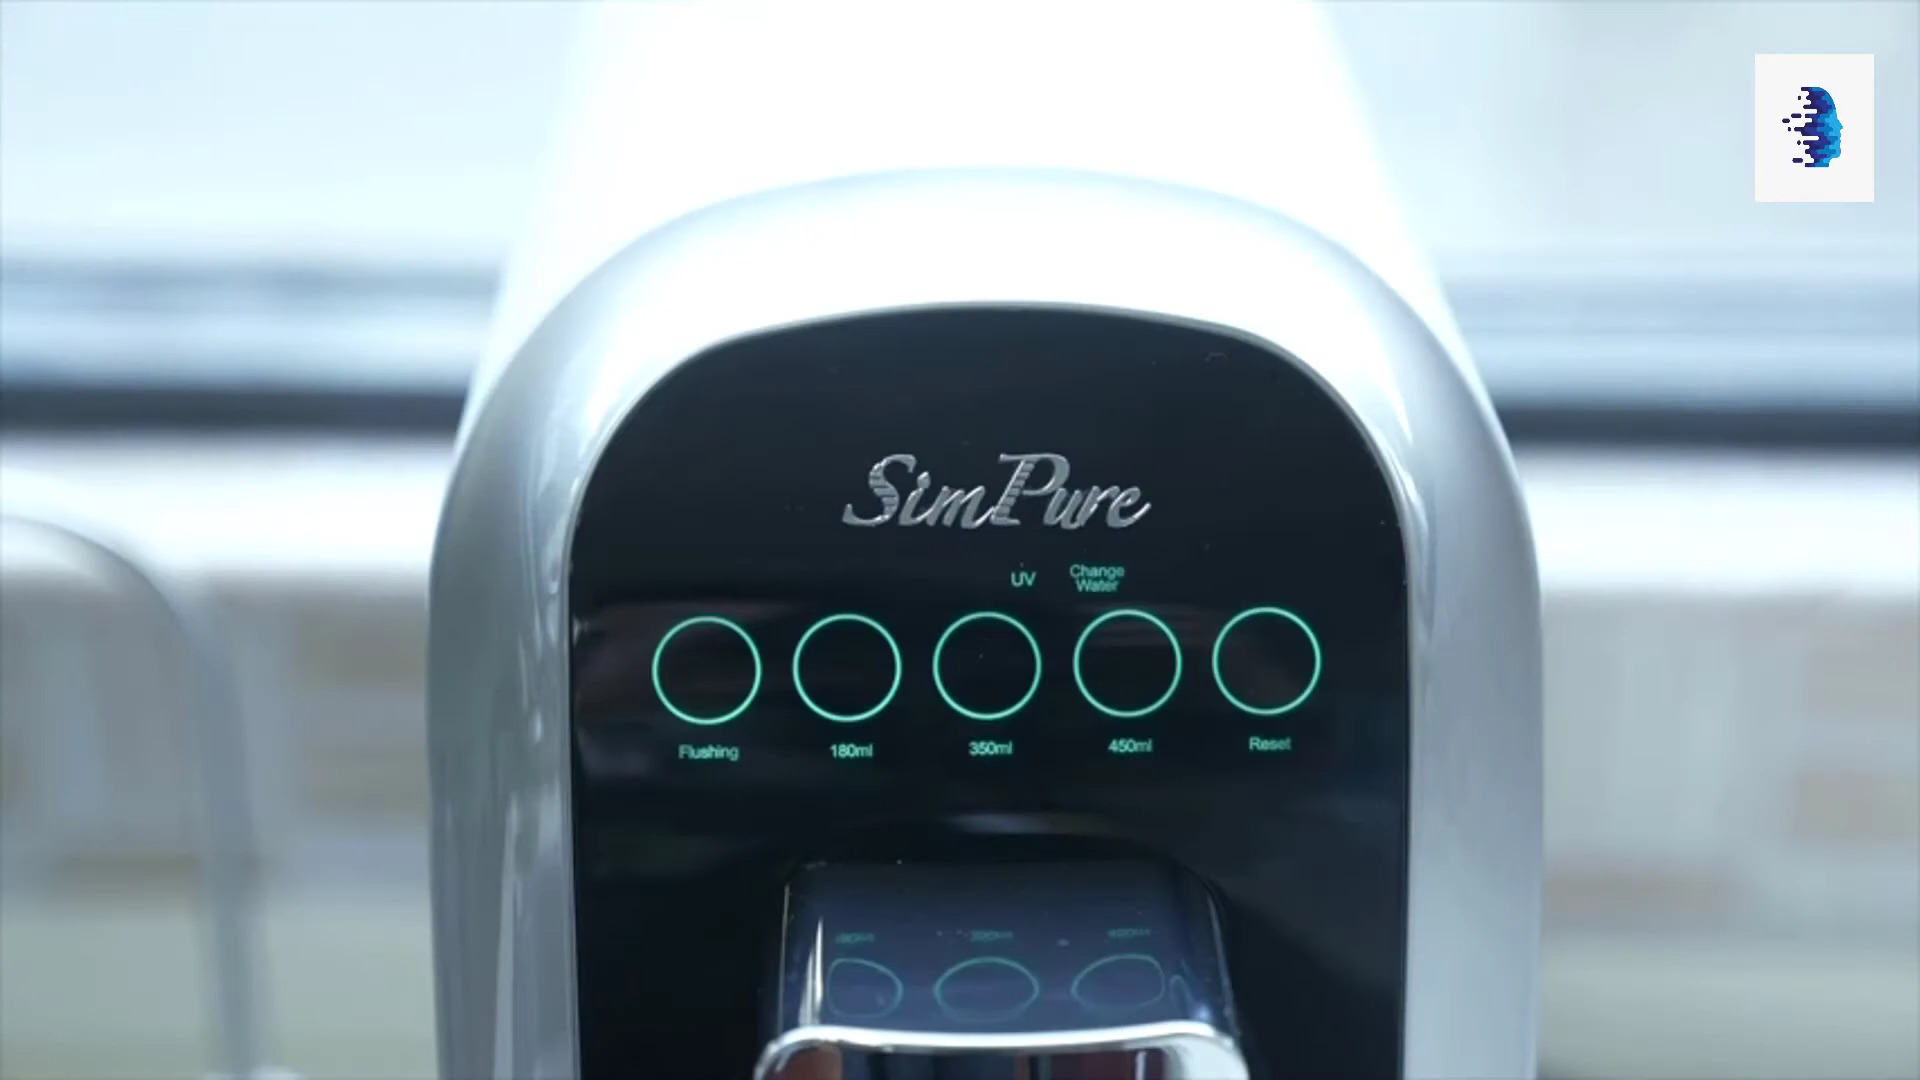 SimPure
UV
Change
Water
Flushing
180ml
350ml
450ml
Reset